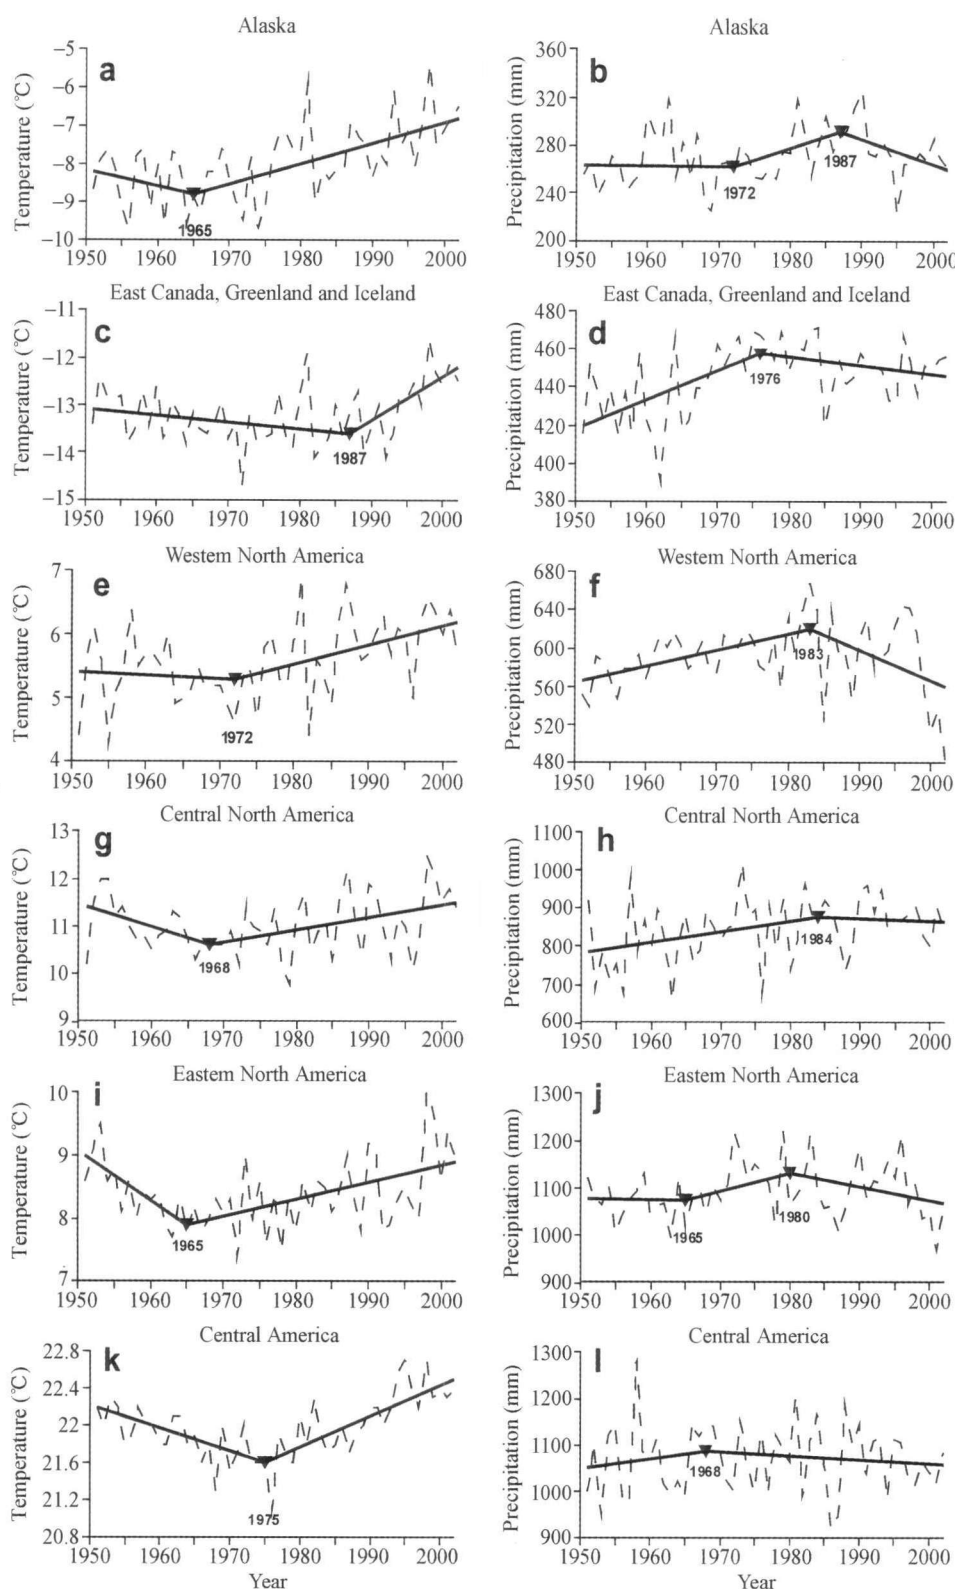 Alaska
Alaska
a
b
Temperature (℃)
Precipitation (mm)
−5
−6
−7
−8
−9
−10
360
320
280
240
200
1965
1972
1987
1950 1960 1970 1980 1990 2000
1950 1960 1970 1980 1990 2000
East Canada, Greenland and Iceland
East Canada, Greenland and Iceland
c
d
Temperature (℃)
Precipitation (mm)
−11
−12
−13
−14
−15
480
460
440
420
400
380
1987
1976
1950 1960 1970 1980 1990 2000
1950 1960 1970 1980 1990 2000
Western North America
Western North America
e
f
Temperature (℃)
Precipitation (mm)
7
6
5
4
680
640
600
560
520
480
1972
1983
1950 1960 1970 1980 1990 2000
1950 1960 1970 1980 1990 2000
Central North America
Central North America
g
h
Temperature (℃)
Precipitation (mm)
13
12
11
10
9
1100
1000
900
800
700
600
1968
1984
1950 1960 1970 1980 1990 2000
1950 1960 1970 1980 1990 2000
Eastern North America
Eastern North America
i
j
Temperature (℃)
Precipitation (mm)
10
9
8
7
1300
1200
1100
1000
900
1965
1965
1980
1950 1960 1970 1980 1990 2000
1950 1960 1970 1980 1990 2000
Central America
Central America
k
l
Temperature (℃)
Precipitation (mm)
22.8
22.4
22
21.6
21.2
20.8
1300
1200
1100
1000
900
1975
1968
1950 1960 1970 1980 1990 2000
1950 1960 1970 1980 1990 2000
Year
Year